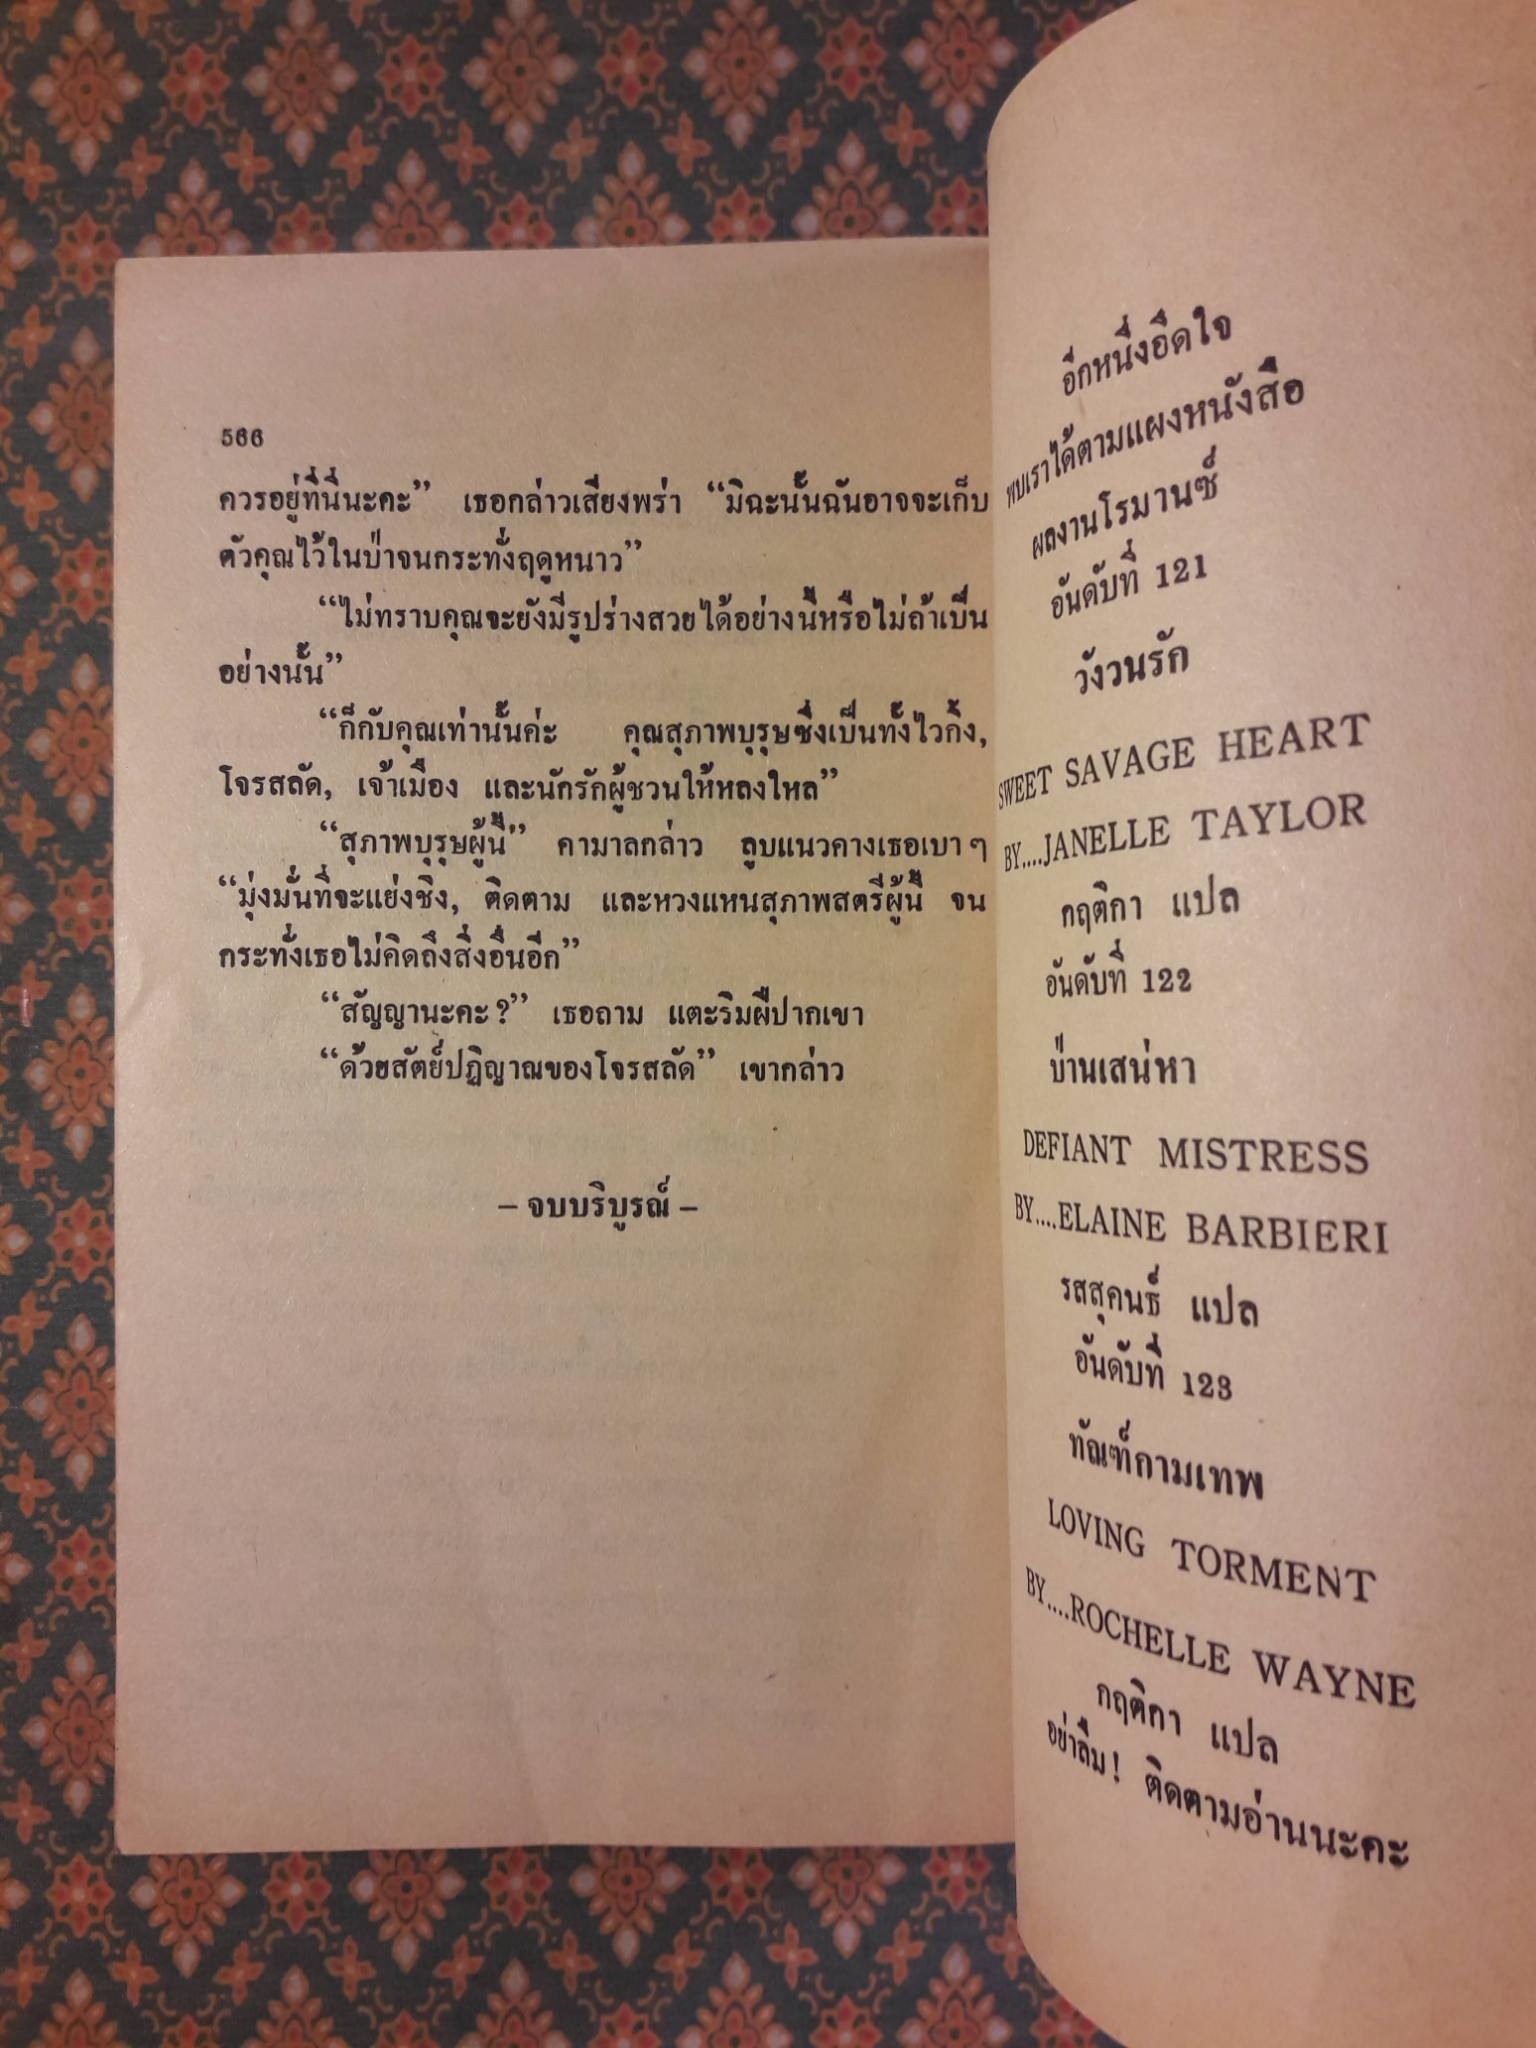 566
ควรอยู่ที่นี่นะคะ” เธอกล่าวเสียงพร่า “มิฉะนั้นฉันอาจจะเก็บ
ตัวคุณไว้ในป่าจนกระทั่งฤดูหนาว”
“ไม่ทราบคุณจะยังมีรูปร่างสวยได้อย่างนี้หรือไม่ถ้าเป็น
อย่างนั้น”
“ก็กับคุณเท่านั้นค่ะ คุณสุภาพบุรุษซึ่งเป็นทั้งไวกิ้ง,
โจรสลัด, เจ้าเมือง และนักรักผู้ชวนให้หลงใหล”
“สุภาพบุรุษผู้นี้” คามาลกล่าว ลูบแนวคางเธอเบาๆ
“มุ่งมั่นที่จะแย่งชิง, ติดตาม และหวงแหนสุภาพสตรีผู้นี้ จน
กระทั่งเธอไม่คิดถึงสิ่งอื่นอีก”
“สัญญานะคะ?” เธอถาม แตะริมฝีปากเขา
“ด้วยสัตย์ปฏิญาณของโจรสลัด” เขากล่าว
– จบบริบูรณ์ –
อีกหนึ่งอึดใจ
พบเราได้ตามแผงหนังสือ
ผลงานโรมานซ์
อันดับที่ 121
วังวนรัก
SWEET SAVAGE HEART
BY....JANELLE TAYLOR
กฤติกา แปล
อันดับที่ 122
ป่านเสน่หา
DEFIANT MISTRESS
BY....ELAINE BARBIERI
รสสุคนธ์ แปล
อันดับที่ 123
ทัณฑ์กามเทพ
LOVING TORMENT
BY....ROCHELLE WAYNE
กฤติกา แปล
อย่าลืม! ติดตามอ่านนะคะ